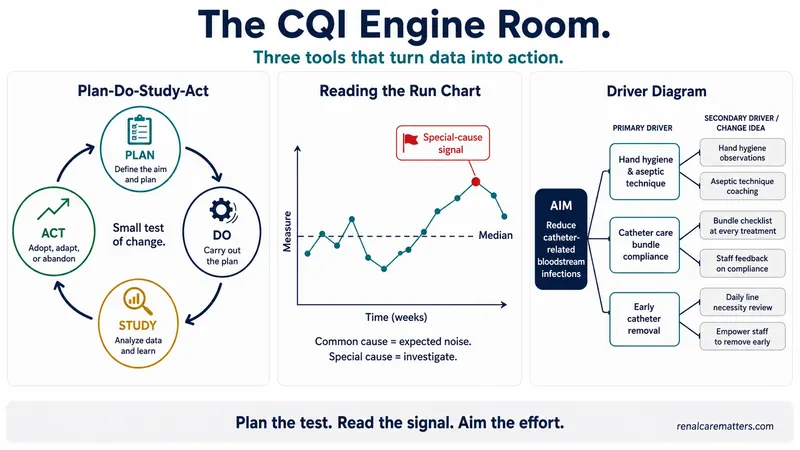 The CQI Engine Room.
Three tools that turn data into action.
Plan-Do-Study-Act
PLAN
Define the aim
and plan
DO
Carry out
the plan
STUDY
Analyze data
and learn
ACT
Adopt, adapt,
or abandon
Small test
of change.
Reading the Run Chart
Special-cause
signal
Measure
Median
Time (weeks)
Common cause = expected noise.
Special cause = investigate.
Driver Diagram
PRIMARY DRIVER
SECONDARY DRIVER /
CHANGE IDEA
AIM
Reduce
catheter-
related
bloodstream
infections
Hand hygiene
& aseptic
technique
Hand hygiene
observations
Aseptic technique
coaching
Catheter care
bundle
compliance
Bundle checklist
at every treatment
Staff feedback
on compliance
Early
catheter
removal
Daily line
necessity review
Empower staff
to remove early
Plan the test. Read the signal. Aim the effort.
renalcarematters.com